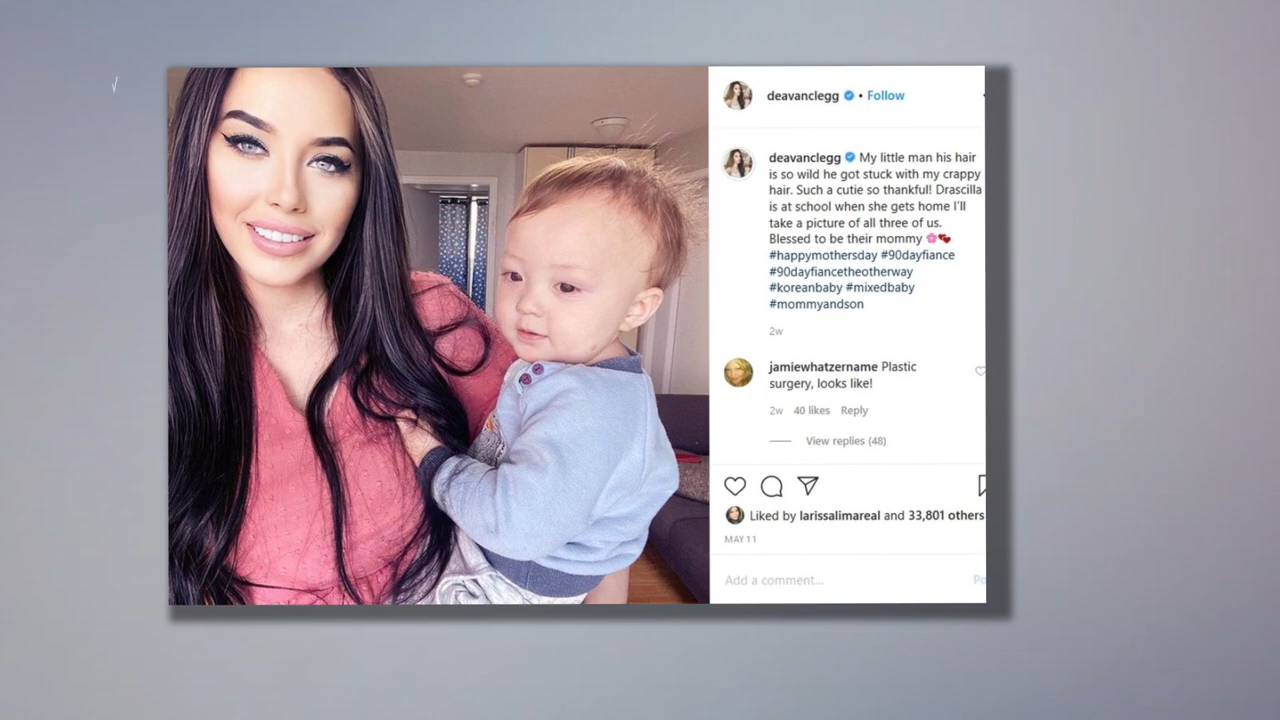 deavanclegg • Follow
deavanclegg My little man his hair
is so wild he got stuck with my crappy
hair. Such a cutie so thankful! Drascilla
is at school when she gets home I'll
take a picture of all three of us.
Blessed to be their mommy 🌸💕
#happymothersday #90dayfiance
#90dayfiancetheotherway
#koreanbaby #mixedbaby
#mommyandson
2w
jamiewhatzername Plastic
surgery, looks like!
2w 40 likes Reply
View replies (48)
Liked by larissalimareal and 33,801 others
MAY 11
Add a comment... Po